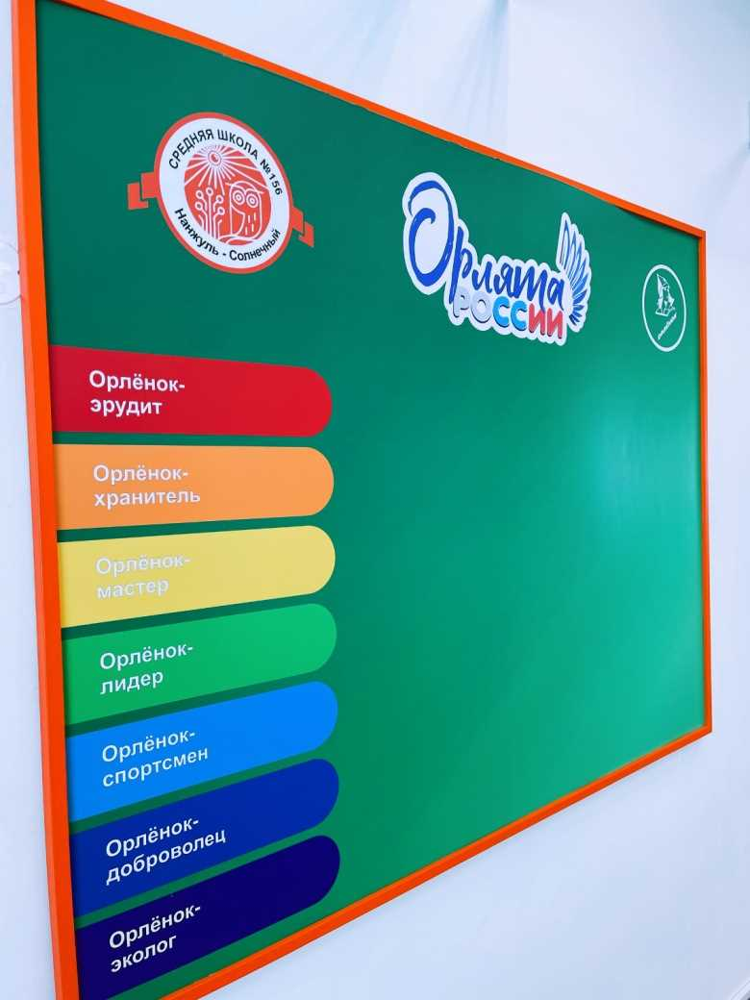 СРЕДНЯЯ ШКОЛА №156
Нанжуль - Солнечный
Орлята
РОССИИ
Орлёнок-
эрудит
Орлёнок-
хранитель
Орлёнок-
мастер
Орлёнок-
лидер
Орлёнок-
спортсмен
Орлёнок-
доброволец
Орлёнок-
эколог